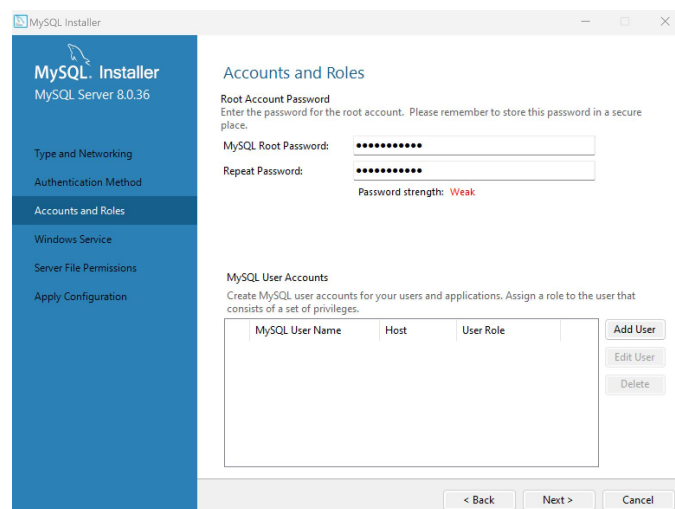 MySQL Installer
MySQL. Installer
MySQL Server 8.0.36
Type and Networking
Authentication Method
Accounts and Roles
Windows Service
Server File Permissions
Apply Configuration
Accounts and Roles
Root Account Password
Enter the password for the root account. Please remember to store this password in a secure
place.
MySQL Root Password: •••••••••••
Repeat Password: •••••••••••
Password strength: Weak
MySQL User Accounts
Create MySQL user accounts for your users and applications. Assign a role to the user that
consists of a set of privileges.
MySQL User Name Host User Role
Add User
Edit User
Delete
< Back Next > Cancel